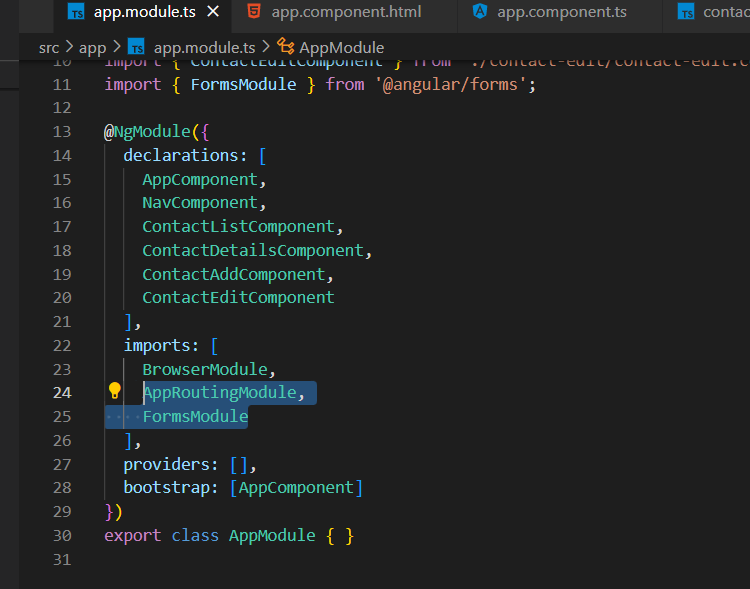 TS app.module.ts ×
app.component.html
app.component.ts
TS
src > app > TS app.module.ts > AppModule
10 import { ContactEditComponent } from './contact-edit/contact-edit.c
11 import { FormsModule } from '@angular/forms';
12
13 @NgModule({
14 declarations: [
15 AppComponent,
16 NavComponent,
17 ContactListComponent,
18 ContactDetailsComponent,
19 ContactAddComponent,
20 ContactEditComponent
21 ],
22 imports: [
23 BrowserModule,
24 AppRoutingModule,
25 FormsModule
26 ],
27 providers: [],
28 bootstrap: [AppComponent]
29 })
30 export class AppModule { }
31